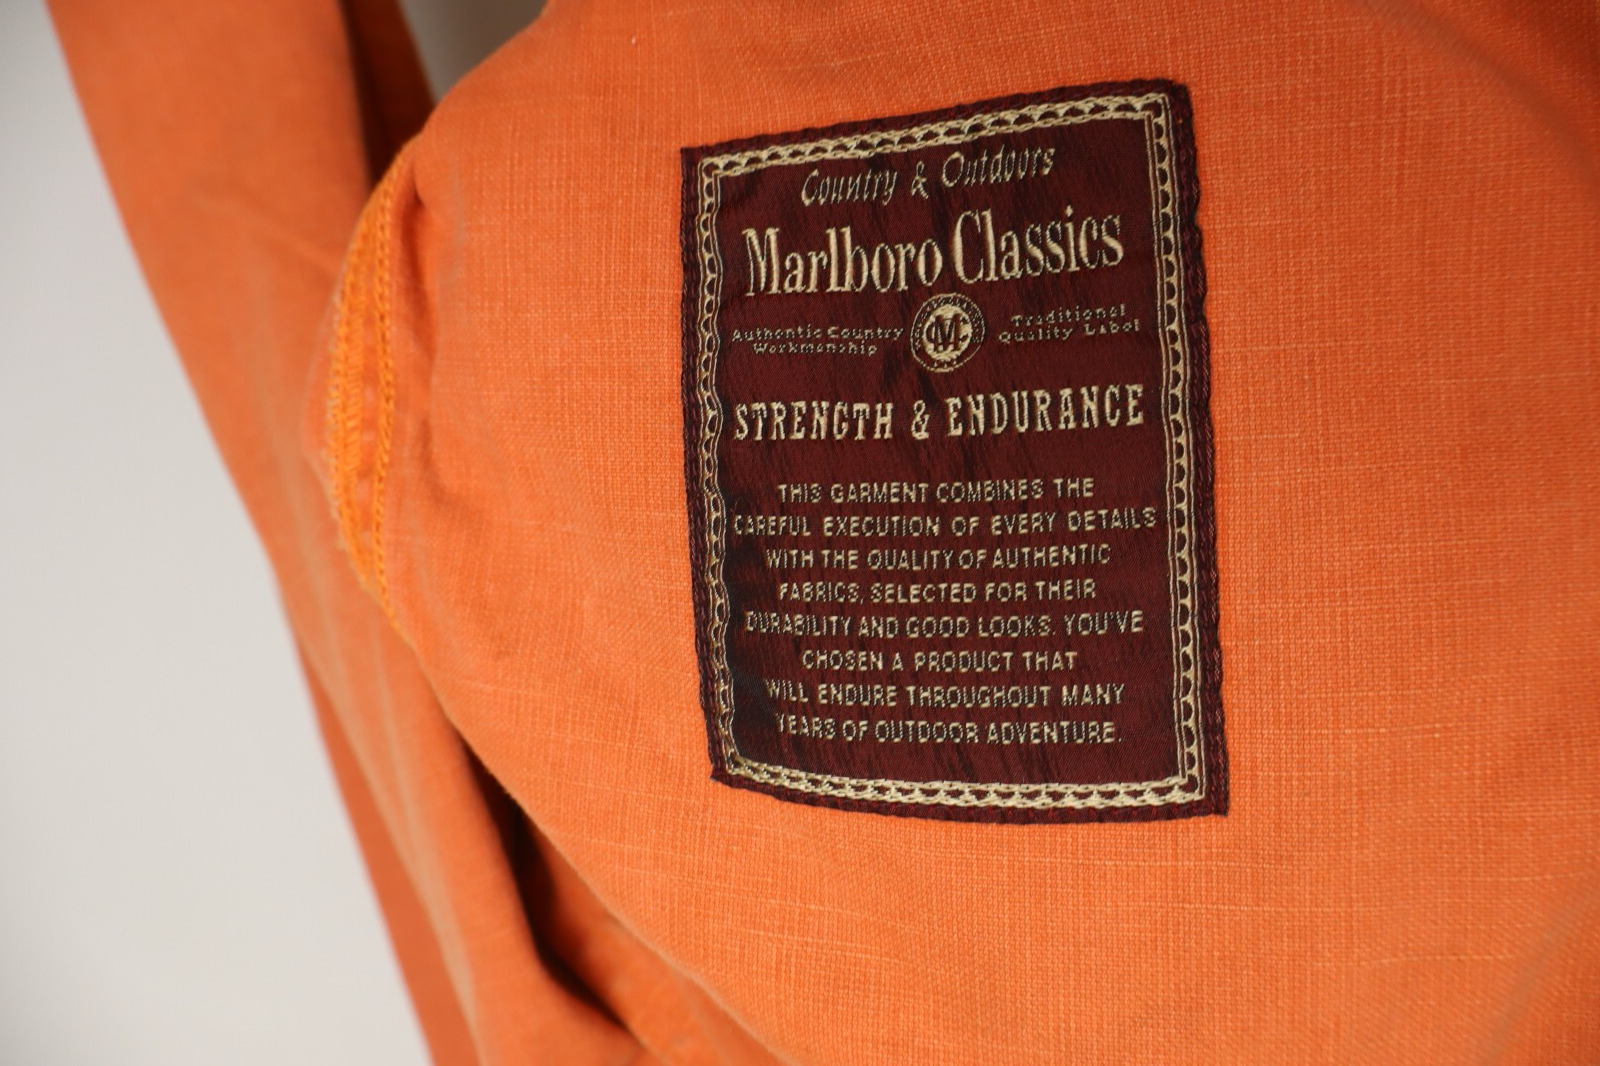 Country & Outdoors
Marlboro Classics
Authentic Country Workmanship
CM
Traditional Quality Label
STRENGTH & ENDURANCE
THIS GARMENT COMBINES THE
CAREFUL EXECUTION OF EVERY DETAILS
WITH THE QUALITY OF AUTHENTIC
FABRICS, SELECTED FOR THEIR
DURABILITY AND GOOD LOOKS. YOU'VE
CHOSEN A PRODUCT THAT
WILL ENDURE THROUGHOUT MANY
YEARS OF OUTDOOR ADVENTURE.